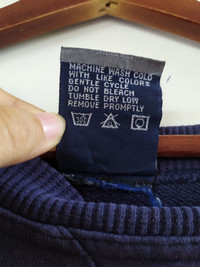 MACHINE WASH COLD
WITH LIKE COLORS
GENTLE CYCLE
DO NOT BLEACH
TUMBLE DRY LOW
REMOVE PROMPTLY